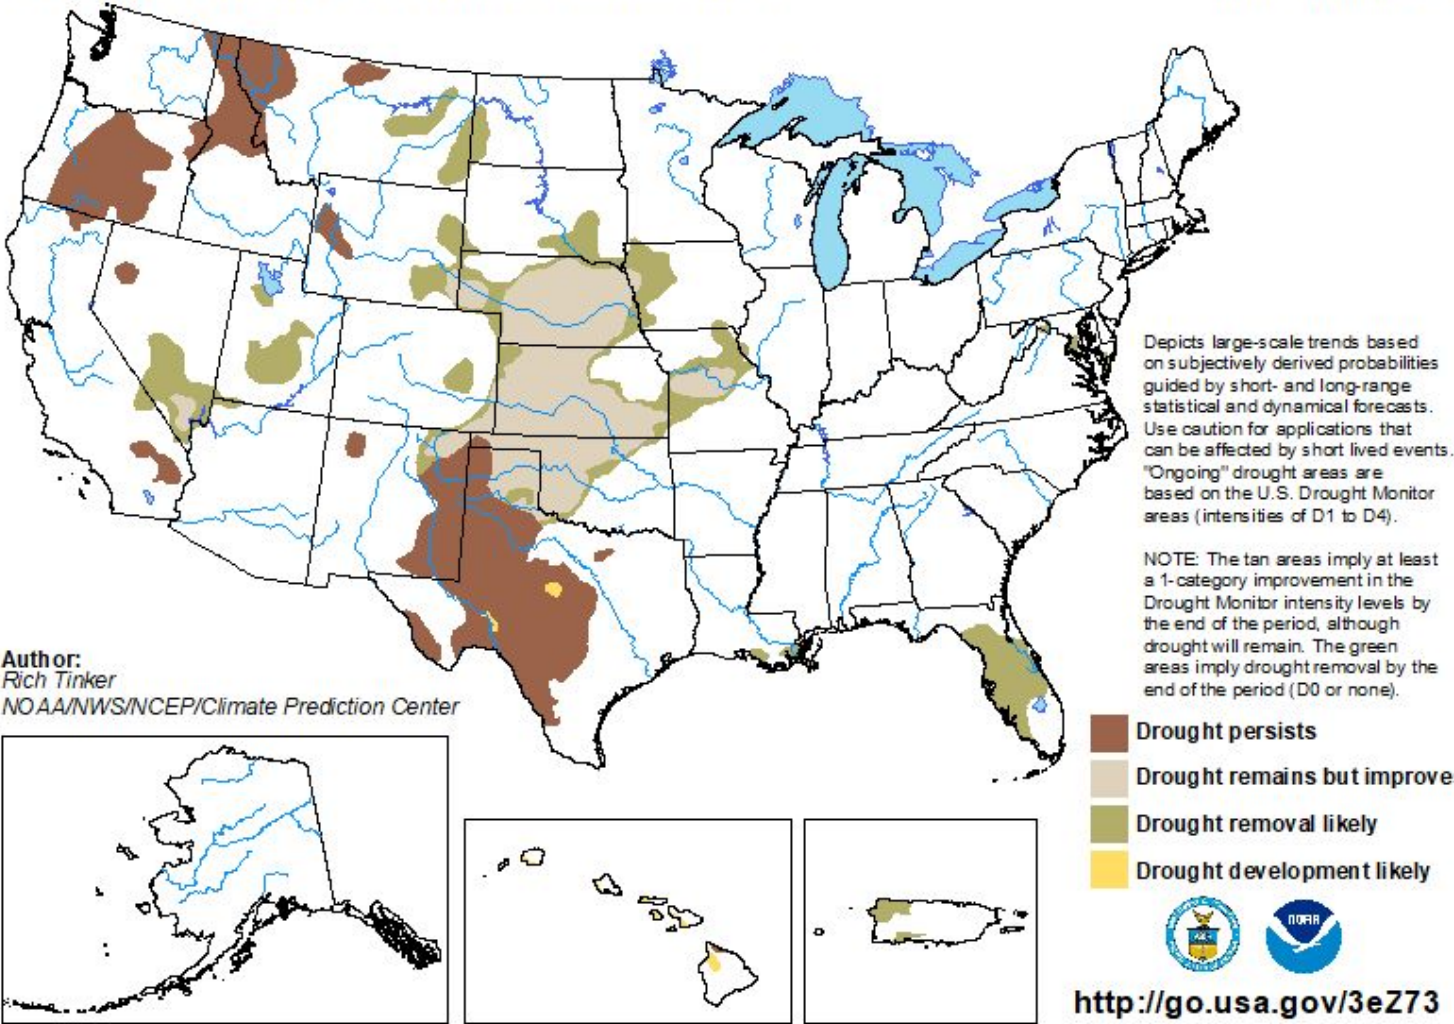 Depicts large-scale trends based
on subjectively derived probabilities
guided by short- and long-range
statistical and dynamical forecasts.
Use caution for applications that
can be affected by short lived events.
"Ongoing" drought areas are
based on the U.S. Drought Monitor
areas (intensities of D1 to D4).
NOTE: The tan areas imply at least
a 1-category improvement in the
Drought Monitor intensity levels by
the end of the period, although
drought will remain. The green
areas imply drought removal by the
end of the period (D0 or none).
Author:
Rich Tinker
NOAA/NWS/NCEP/Climate Prediction Center
Drought persists
Drought remains but improve
Drought removal likely
Drought development likely
NOAA
http://go.usa.gov/3eZ73